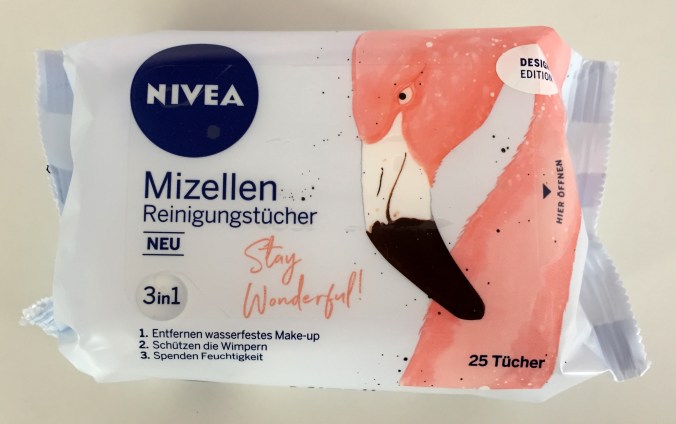 NIVEA
DESIGN
EDITION
Mizellen
Reinigungstücher
NEU
Stay
Wonderful!
HIER ÖFFNEN
3in1
1. Entfernen wasserfestes Make-up
2. Schützen die Wimpern
3. Spenden Feuchtigkeit
25 Tücher